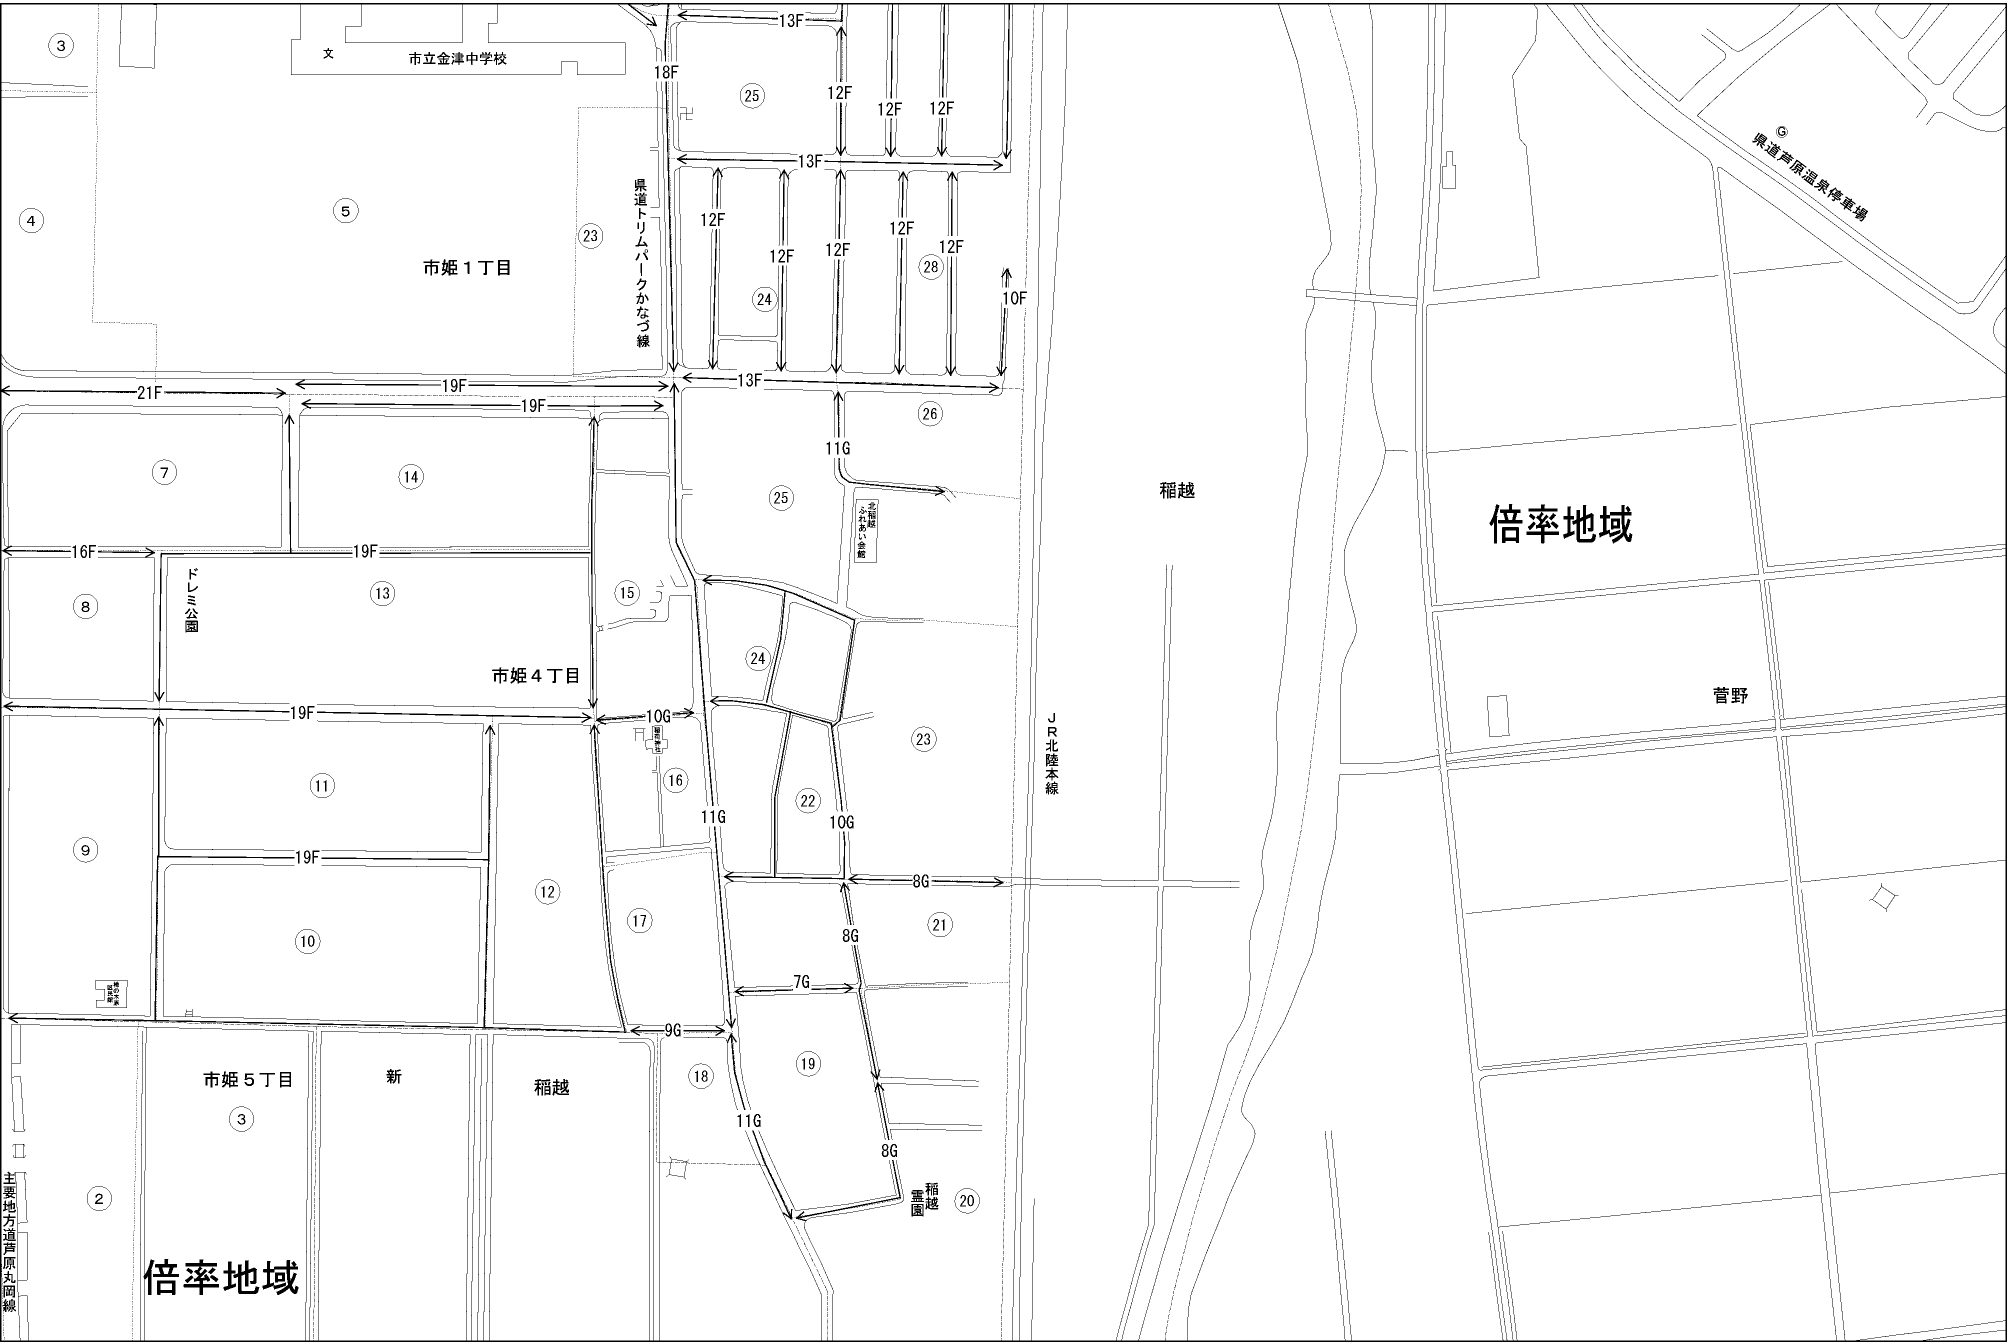 13F
③
文
市立金津中学校
18F
㉕
12F
12F
12F
Ⓖ
県道芦原温泉停車場
13F
④
⑤
㉓
県道トリムパークかなづ線
12F
12F
12F
12F
12F
市姫1丁目
㉘
㉔
10F
21F
19F
13F
19F
㉖
11G
⑦
⑭
㉕
稲越
北稲越
ふれあい会館
倍率地域
16F
19F
ドレミ公園
⑧
⑬
⑮
㉔
市姫4丁目
菅野
19F
10G
稲荷神社
㉓
JR北陸本線
⑪
⑯
㉒
11G
10G
⑨
19F
8G
⑫
⑰
8G
㉑
⑩
7G
9G
市姫5丁目
新
稲越
⑱
⑲
③
11G
8G
②
主要地方道芦原丸岡線
稲越
霊園
⑳
倍率地域